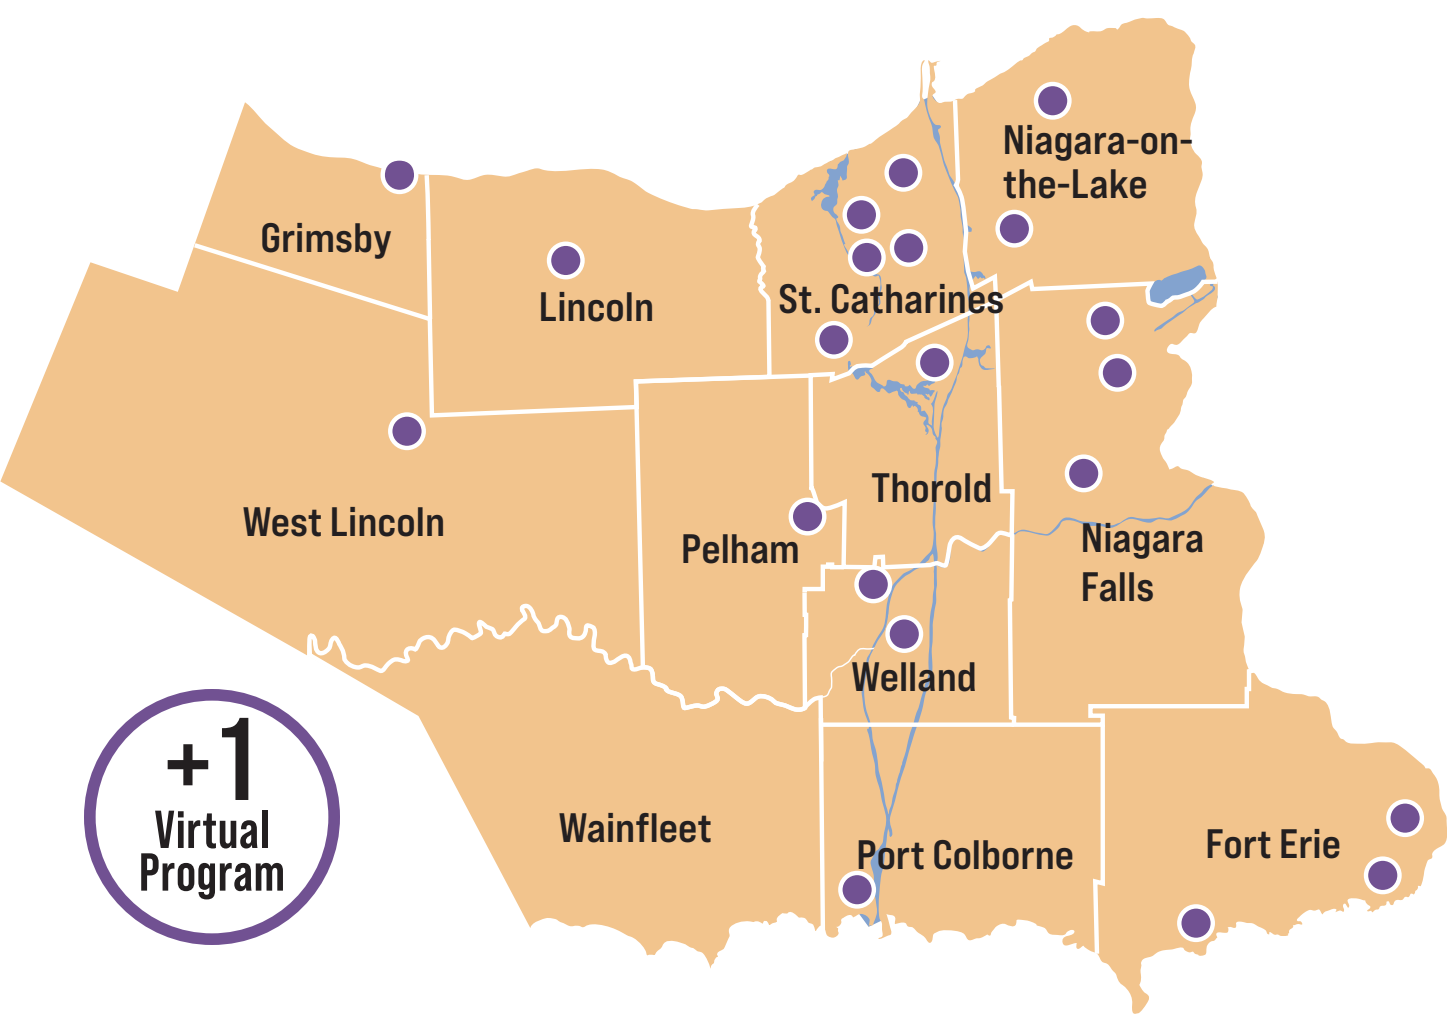 Niagara-on-
the-Lake
Grimsby
Lincoln
St. Catharines
West Lincoln
Pelham
Thorold
Niagara
Falls
Welland
+1
Virtual
Program
Wainfleet
Port Colborne
Fort Erie